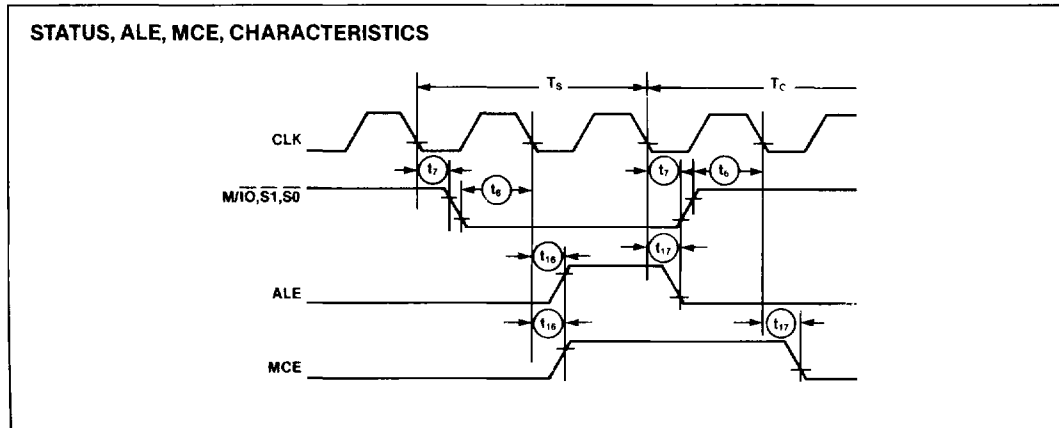 STATUS, ALE, MCE, CHARACTERISTICS
TS TC
CLK
t7 t7 t6
M/IO,S1,S0 t6
t16 t17
ALE
t16 t17
MCE